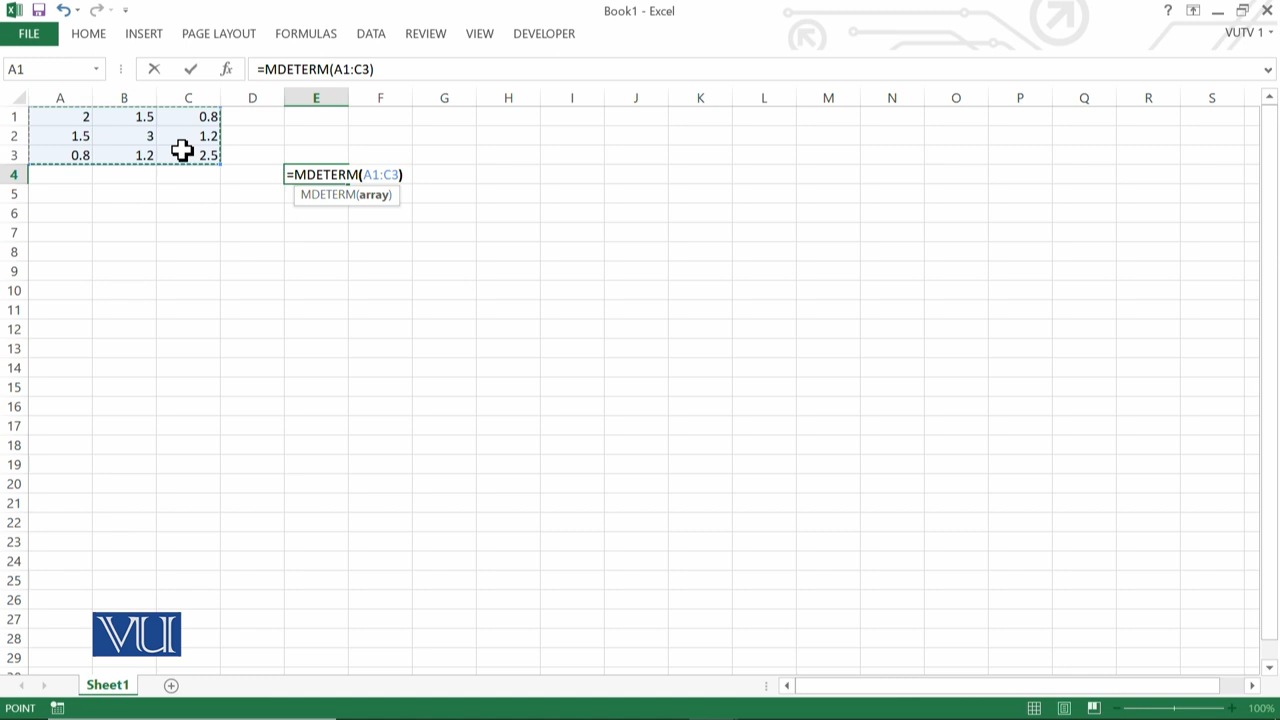 Book1 - Excel
?
FILE HOME INSERT PAGE LAYOUT FORMULAS DATA REVIEW VIEW DEVELOPER VUTV 1
A1 fx =MDETERM(A1:C3)
A B C D E F G H I J K L M N O P Q R S
1 2 1.5 0.8
2 1.5 3 1.2
3 0.8 1.2 2.5
4 =MDETERM(A1:C3)
5 MDETERM(array)
6
7
8
9
10
11
12
13
14
15
16
17
18
19
20
21
22
23
24
25
26
27
28
29
VU
Sheet1
POINT 100%